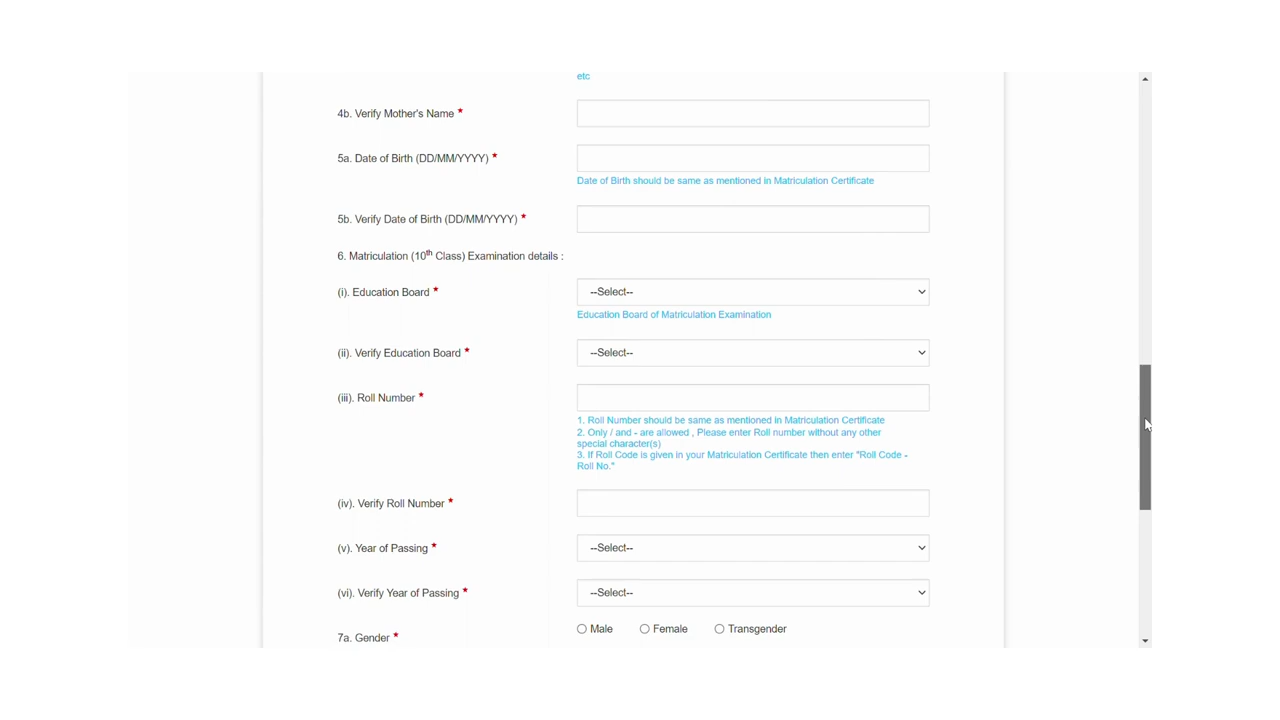 etc
4b. Verify Mother's Name *
5a. Date of Birth (DD/MM/YYYY) *
Date of Birth should be same as mentioned in Matriculation Certificate
5b. Verify Date of Birth (DD/MM/YYYY) *
6. Matriculation (10th Class) Examination details :
(i). Education Board * --Select--
Education Board of Matriculation Examination
(ii). Verify Education Board * --Select--
(iii). Roll Number *
1. Roll Number should be same as mentioned in Matriculation Certificate
2. Only / and - are allowed , Please enter Roll number without any other
special character(s)
3. If Roll Code is given in your Matriculation Certificate then enter "Roll Code -
Roll No."
(iv). Verify Roll Number *
(v). Year of Passing * --Select--
(vi). Verify Year of Passing * --Select--
7a. Gender * Male Female Transgender